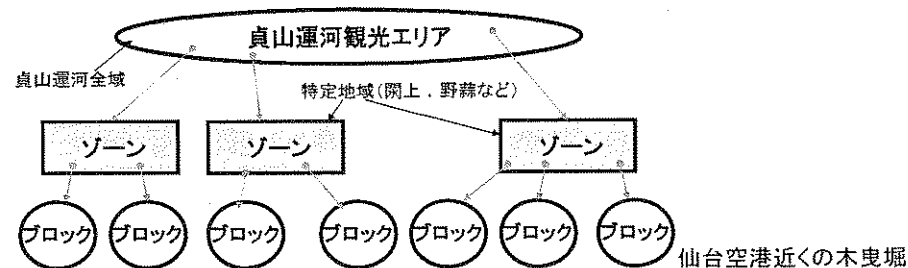 貞山運河観光エリア
貞山運河全域
特定地域(閖上，野蒜など)
ゾーン ゾーン ゾーン
ブロック ブロック ブロック ブロック ブロック ブロック ブロック
仙台空港近くの木曳堀